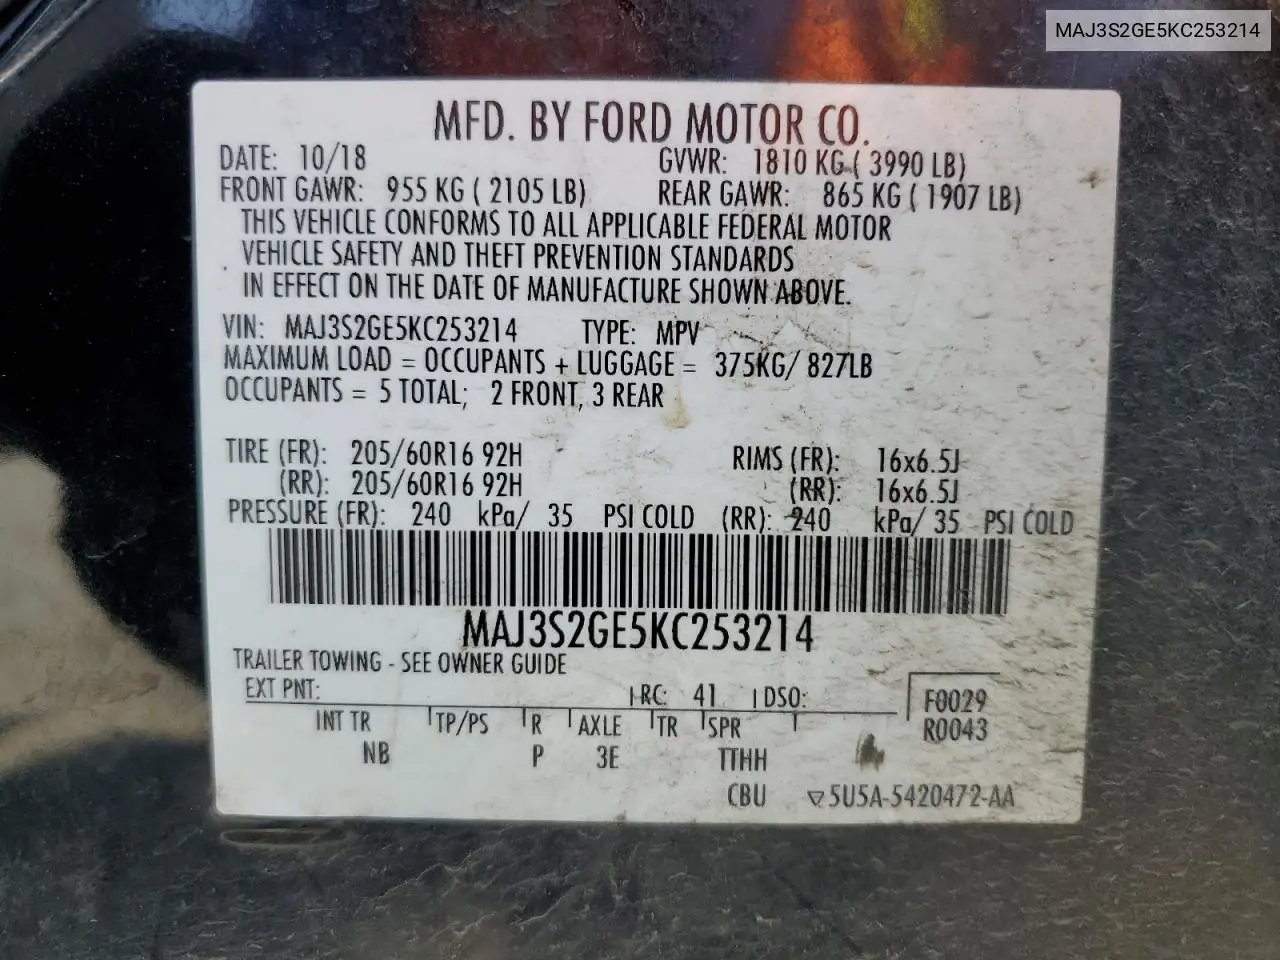 MAJ3S2GE5KC253214
MFD. BY FORD MOTOR CO.
DATE: 10/18 GVWR: 1810 KG ( 3990 LB)
FRONT GAWR: 955 KG ( 2105 LB) REAR GAWR: 865 KG ( 1907 LB)
THIS VEHICLE CONFORMS TO ALL APPLICABLE FEDERAL MOTOR
VEHICLE SAFETY AND THEFT PREVENTION STANDARDS
IN EFFECT ON THE DATE OF MANUFACTURE SHOWN ABOVE.
VIN: MAJ3S2GE5KC253214 TYPE: MPV
MAXIMUM LOAD = OCCUPANTS + LUGGAGE = 375KG/ 827LB
OCCUPANTS = 5 TOTAL; 2 FRONT, 3 REAR
TIRE (FR): 205/60R16 92H RIMS (FR): 16x6.5J
(RR): 205/60R16 92H (RR): 16x6.5J
PRESSURE (FR): 240 kPa/ 35 PSI COLD (RR): 240 kPa/ 35 PSI COLD
MAJ3S2GE5KC253214
TRAILER TOWING - SEE OWNER GUIDE
EXT PNT: RC: 41 DSO: F0029
INT TR TP/PS R AXLE TR SPR R0043
NB P 3E TTHH
CBU ▽5U5A-5420472-AA